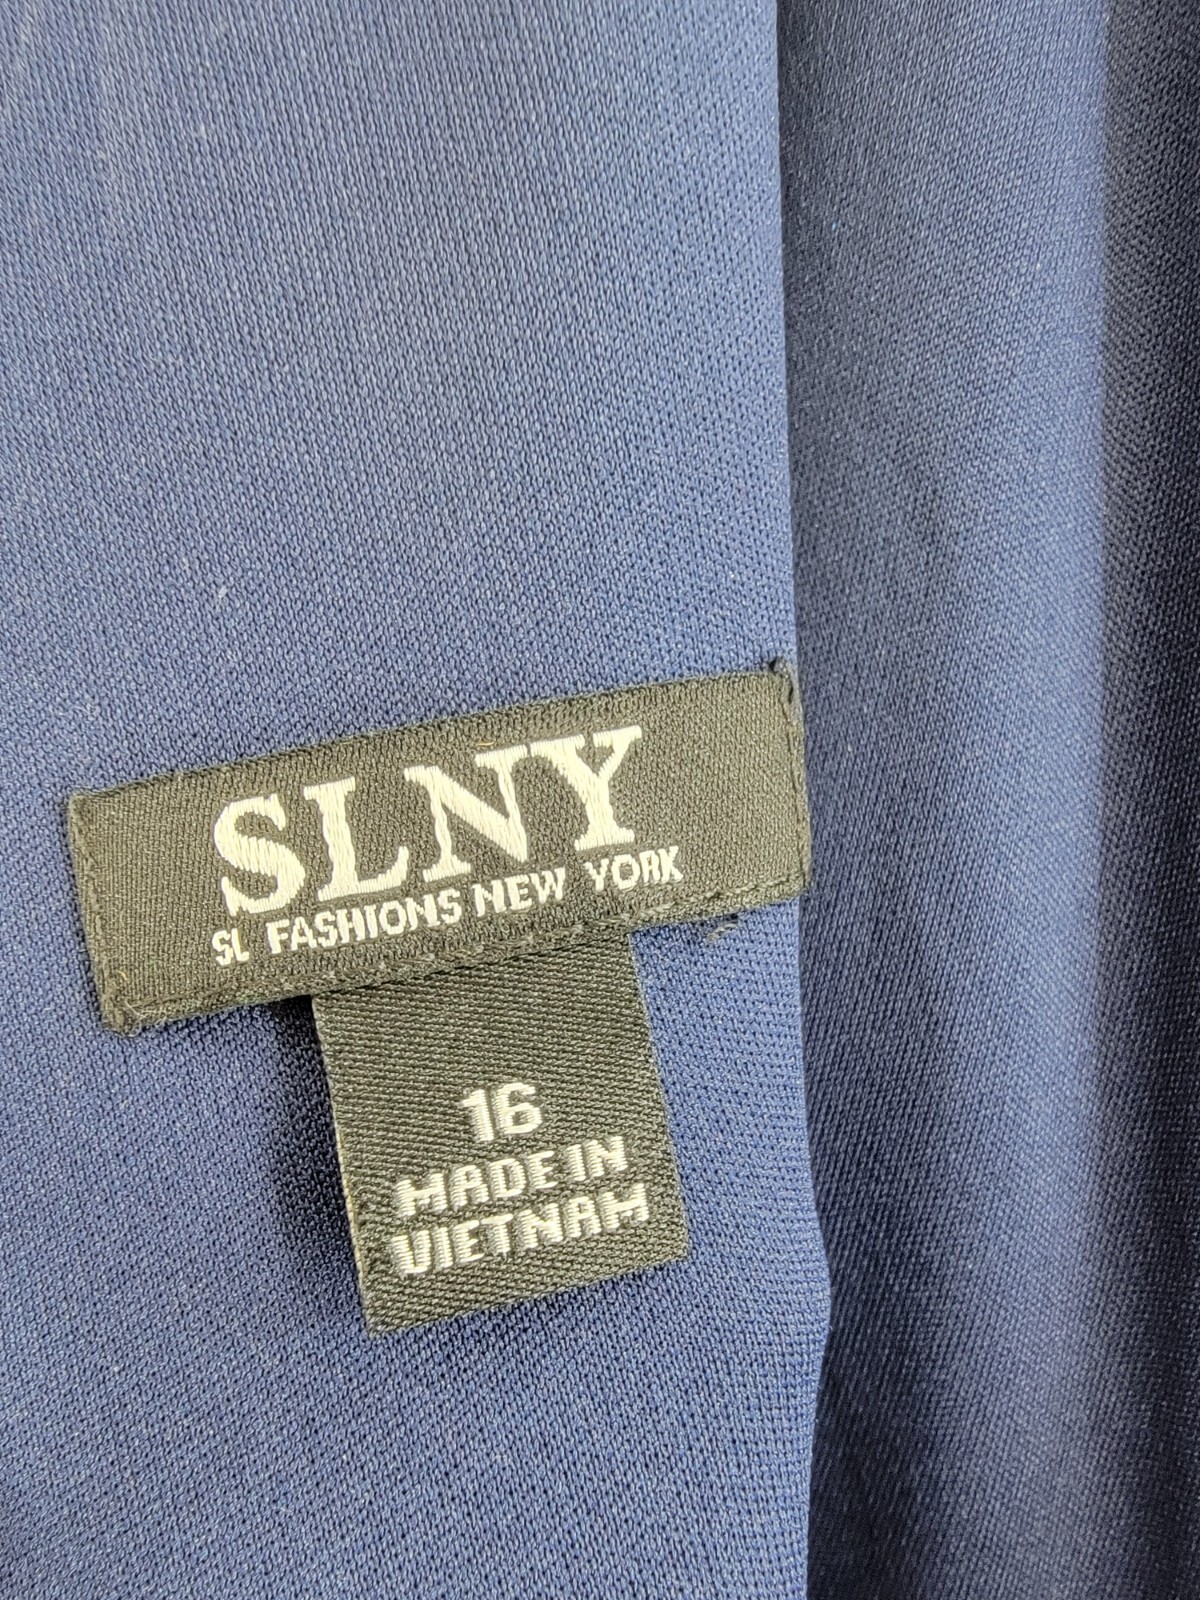 SLNY
SL FASHIONS NEW YORK
16
MADE IN
VIETNAM